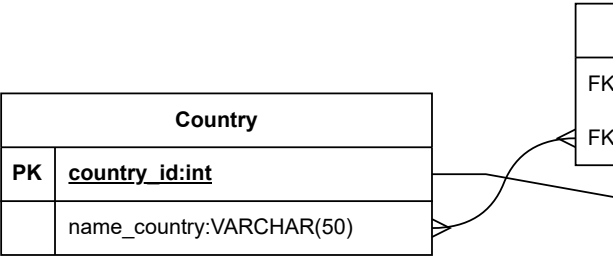 FK
Country
FK
PK country_id:int
name_country:VARCHAR(50)